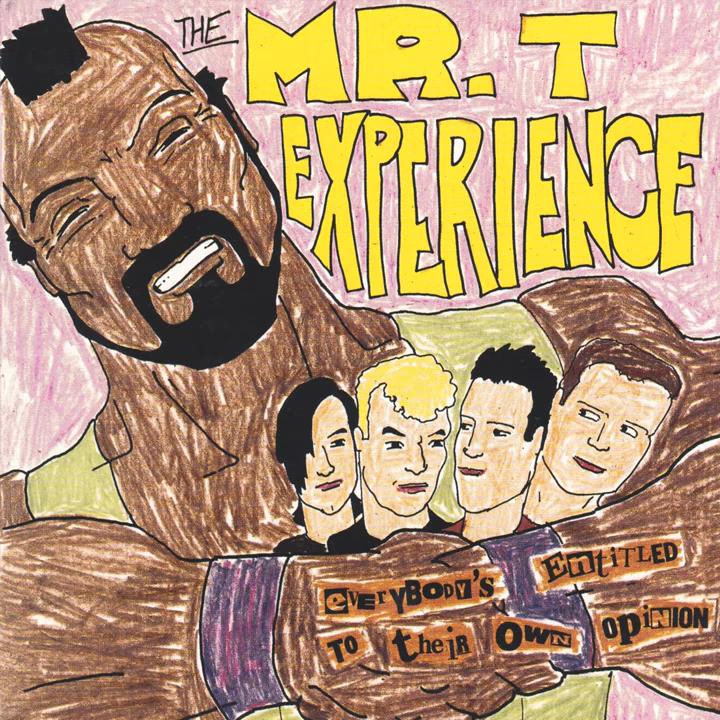 THE
MR. T
EXPERIENCE
everyBODY'S ENtiTLED
TO theiR OWN OPiNION